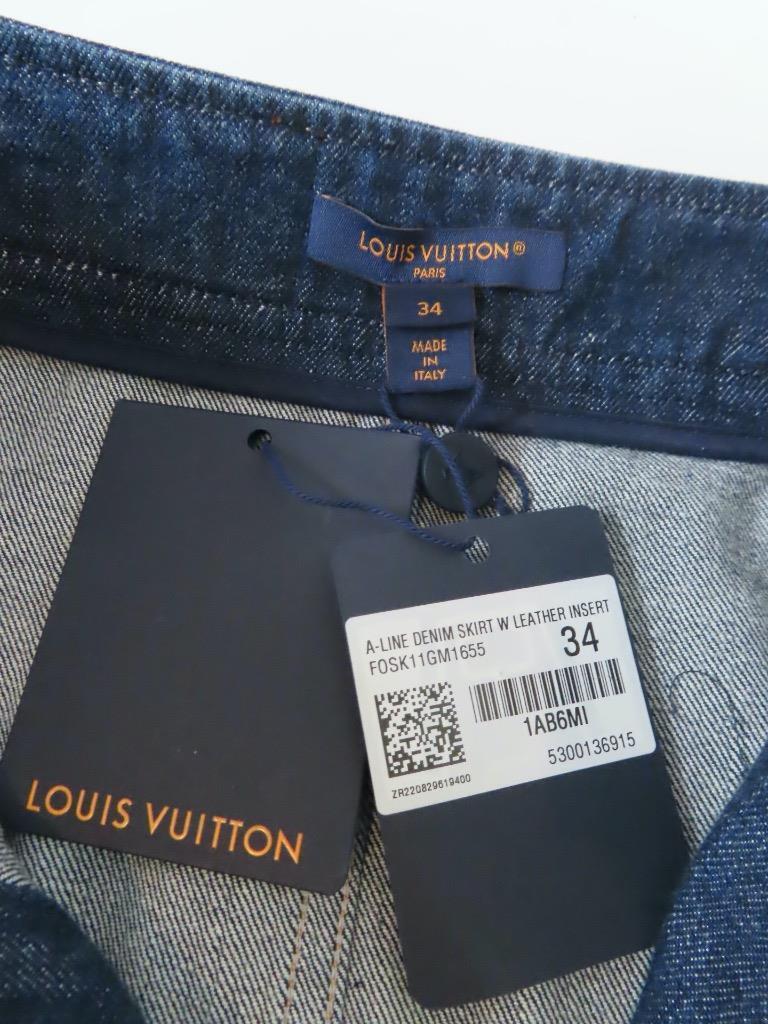 LOUIS VUITTON®
PARIS
34
MADE
IN
ITALY
LOUIS VUITTON
A-LINE DENIM SKIRT W LEATHER INSERT
FOSK11GM1655
34
1AB6MI
5300136915
ZR220829619400